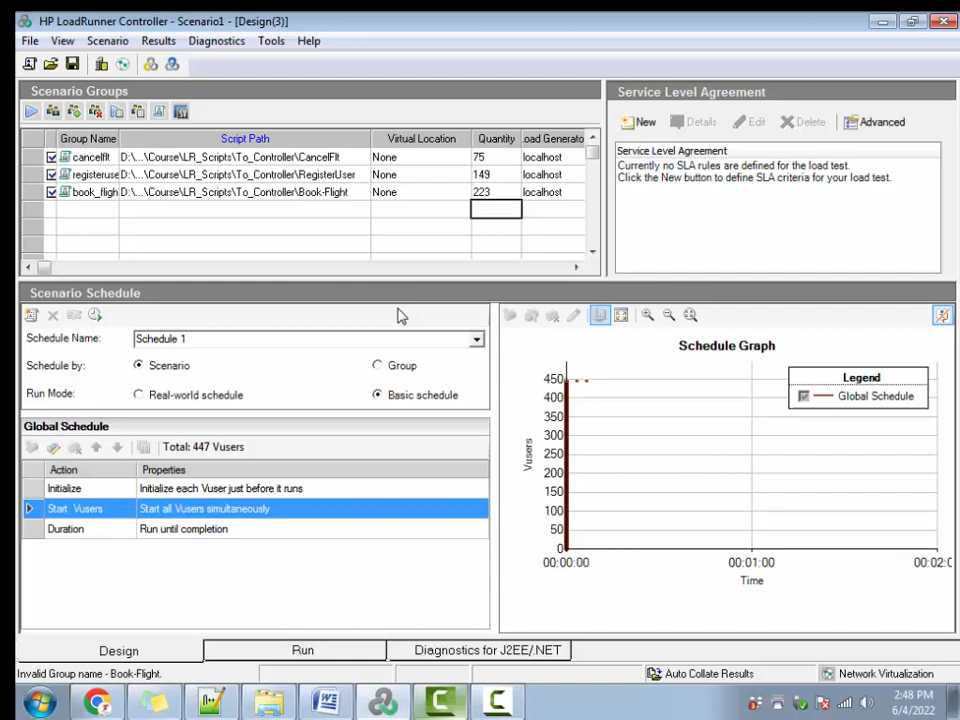 HP LoadRunner Controller - Scenario1 - [Design(3)]
File View Scenario Results Diagnostics Tools Help
Scenario Groups
Group Name Script Path Virtual Location Quantity oad Generato
cancelflt D:\...\Course\LR_Scripts\To_Controller\CancelFlt None 75 localhost
registeruse D:\...\Course\LR_Scripts\To_Controller\RegisterUser None 149 localhost
book_fligh D:\...\Course\LR_Scripts\To_Controller\Book-Flight None 223 localhost
Service Level Agreement
New Details Edit Delete Advanced
Service Level Agreement
Currently no SLA rules are defined for the load test.
Click the New button to define SLA criteria for your load test.
Scenario Schedule
Schedule Name: Schedule 1
Schedule by: Scenario Group
Run Mode: Real-world schedule Basic schedule
Global Schedule
Total: 447 Vusers
Action Properties
Initialize Initialize each Vuser just before it runs
Start Vusers Start all Vusers simultaneously
Duration Run until completion
Schedule Graph
Legend
Global Schedule
450
400
350
300
250
200
150
100
50
0
Vusers
00:00:00 00:01:00 00:02:0
Time
Design Run Diagnostics for J2EE/.NET
Invalid Group name - Book-Flight.
Auto Collate Results Network Virtualization
2:48 PM
6/4/2022